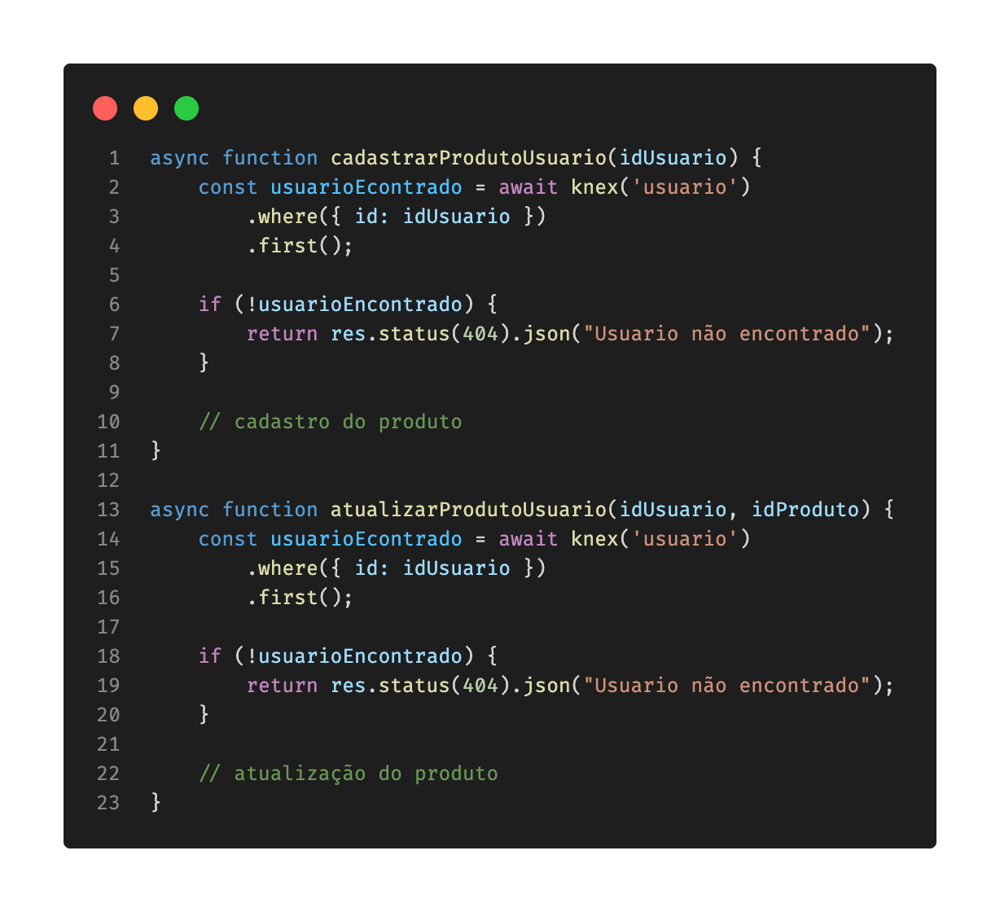 1 async function cadastrarProdutoUsuario(idUsuario) {
2 const usuarioEcontrado = await knex('usuario')
3 .where({ id: idUsuario })
4 .first();
5
6 if (!usuarioEncontrado) {
7 return res.status(404).json("Usuario não encontrado");
8 }
9
10 // cadastro do produto
11 }
12
13 async function atualizarProdutoUsuario(idUsuario, idProduto) {
14 const usuarioEcontrado = await knex('usuario')
15 .where({ id: idUsuario })
16 .first();
17
18 if (!usuarioEncontrado) {
19 return res.status(404).json("Usuario não encontrado");
20 }
21
22 // atualização do produto
23 }